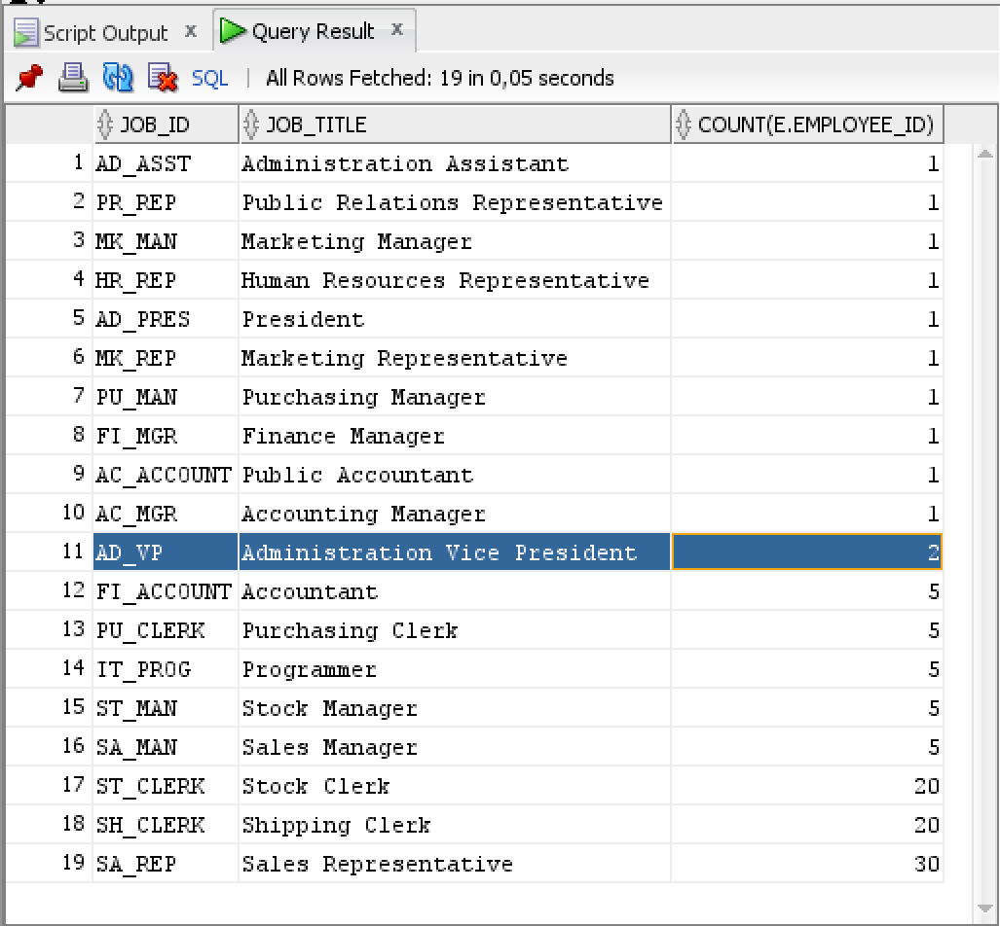 Script Output x Query Result x
SQL | All Rows Fetched: 19 in 0,05 seconds
JOB_ID JOB_TITLE COUNT(E.EMPLOYEE_ID)
1 AD_ASST Administration Assistant 1
2 PR_REP Public Relations Representative 1
3 MK_MAN Marketing Manager 1
4 HR_REP Human Resources Representative 1
5 AD_PRES President 1
6 MK_REP Marketing Representative 1
7 PU_MAN Purchasing Manager 1
8 FI_MGR Finance Manager 1
9 AC_ACCOUNT Public Accountant 1
10 AC_MGR Accounting Manager 1
11 AD_VP Administration Vice President 2
12 FI_ACCOUNT Accountant 5
13 PU_CLERK Purchasing Clerk 5
14 IT_PROG Programmer 5
15 ST_MAN Stock Manager 5
16 SA_MAN Sales Manager 5
17 ST_CLERK Stock Clerk 20
18 SH_CLERK Shipping Clerk 20
19 SA_REP Sales Representative 30